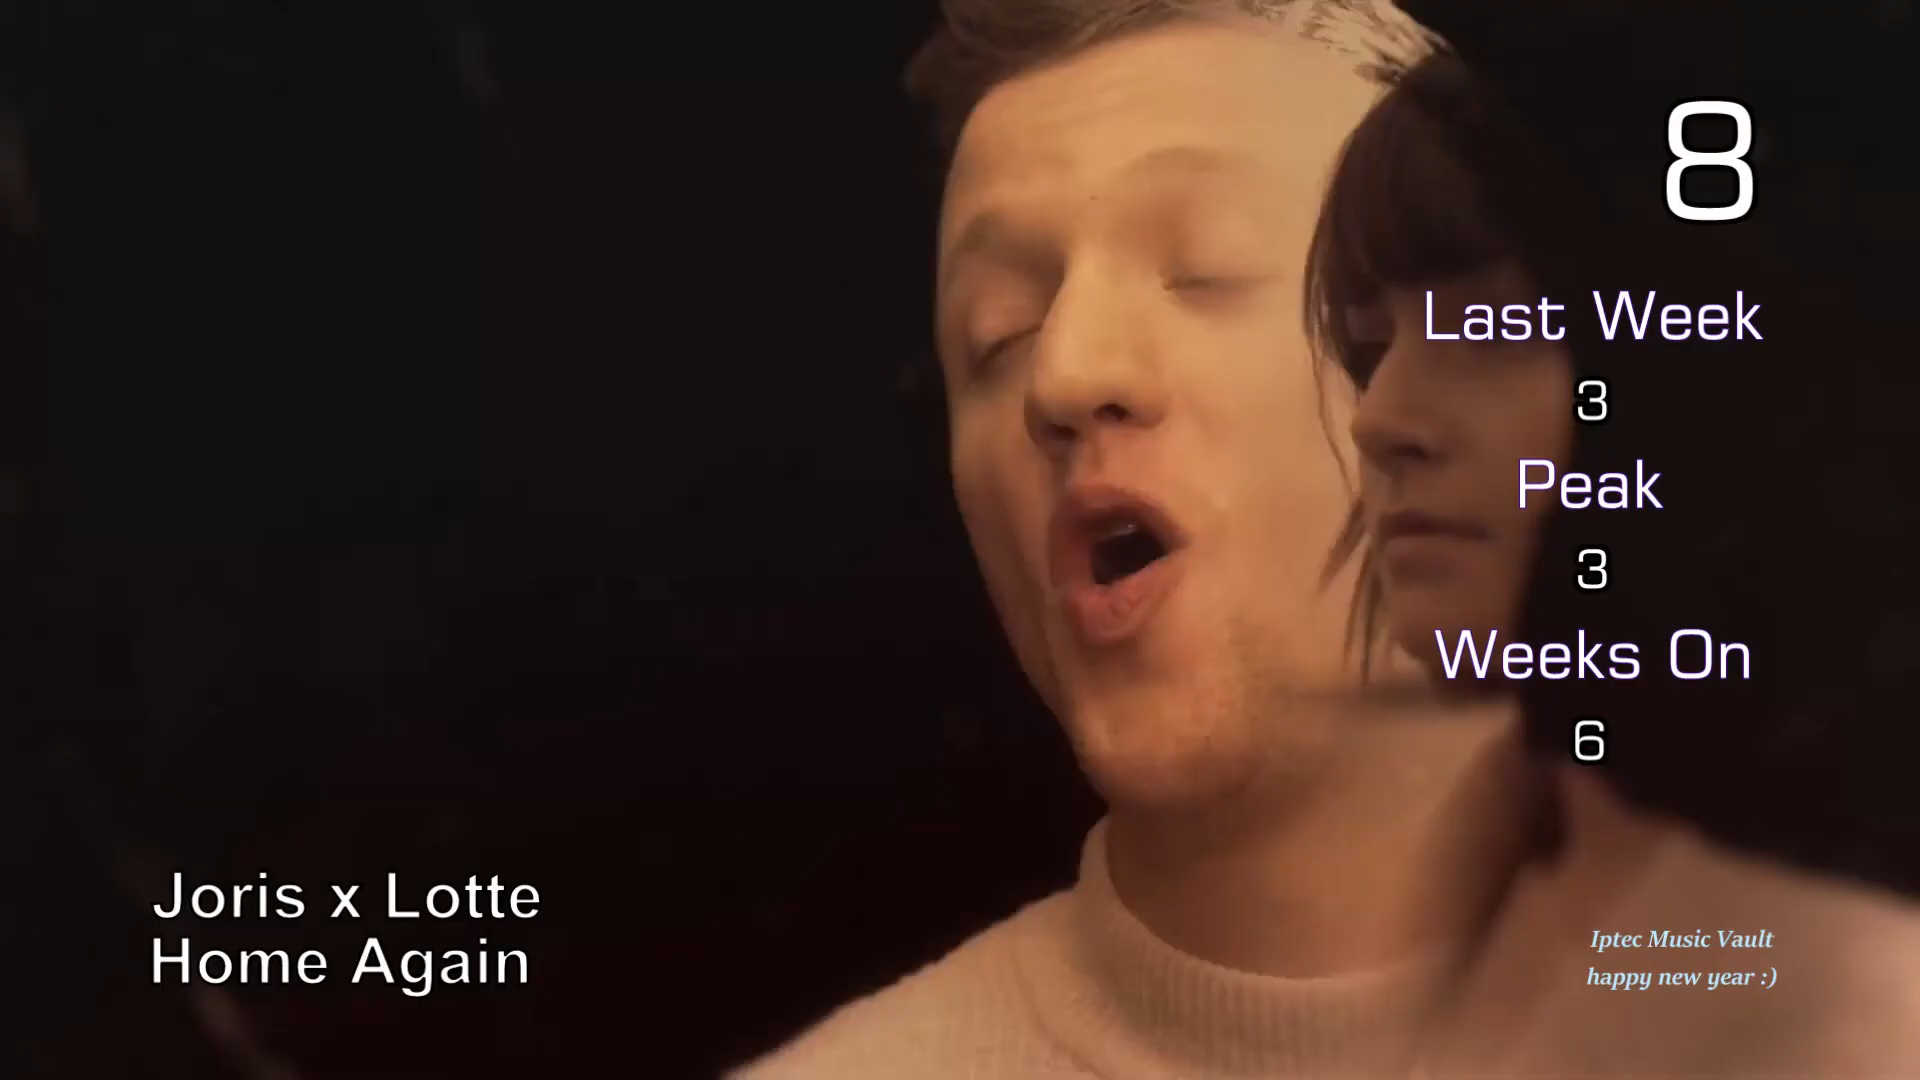 8
Last Week
3
Peak
3
Weeks On
6
Joris x Lotte
Home Again
Iptec Music Vault
happy new year :)